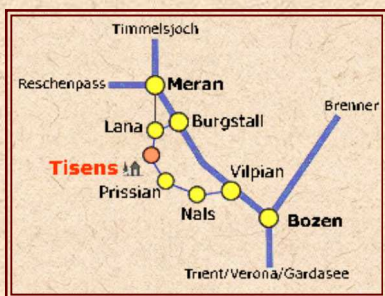 Timmelsjoch
Reschenpass
Meran
Brenner
Lana
Burgstall
Tisens
Vilpian
Prissian
Nals
Bozen
Trient/Verona/Gardasee